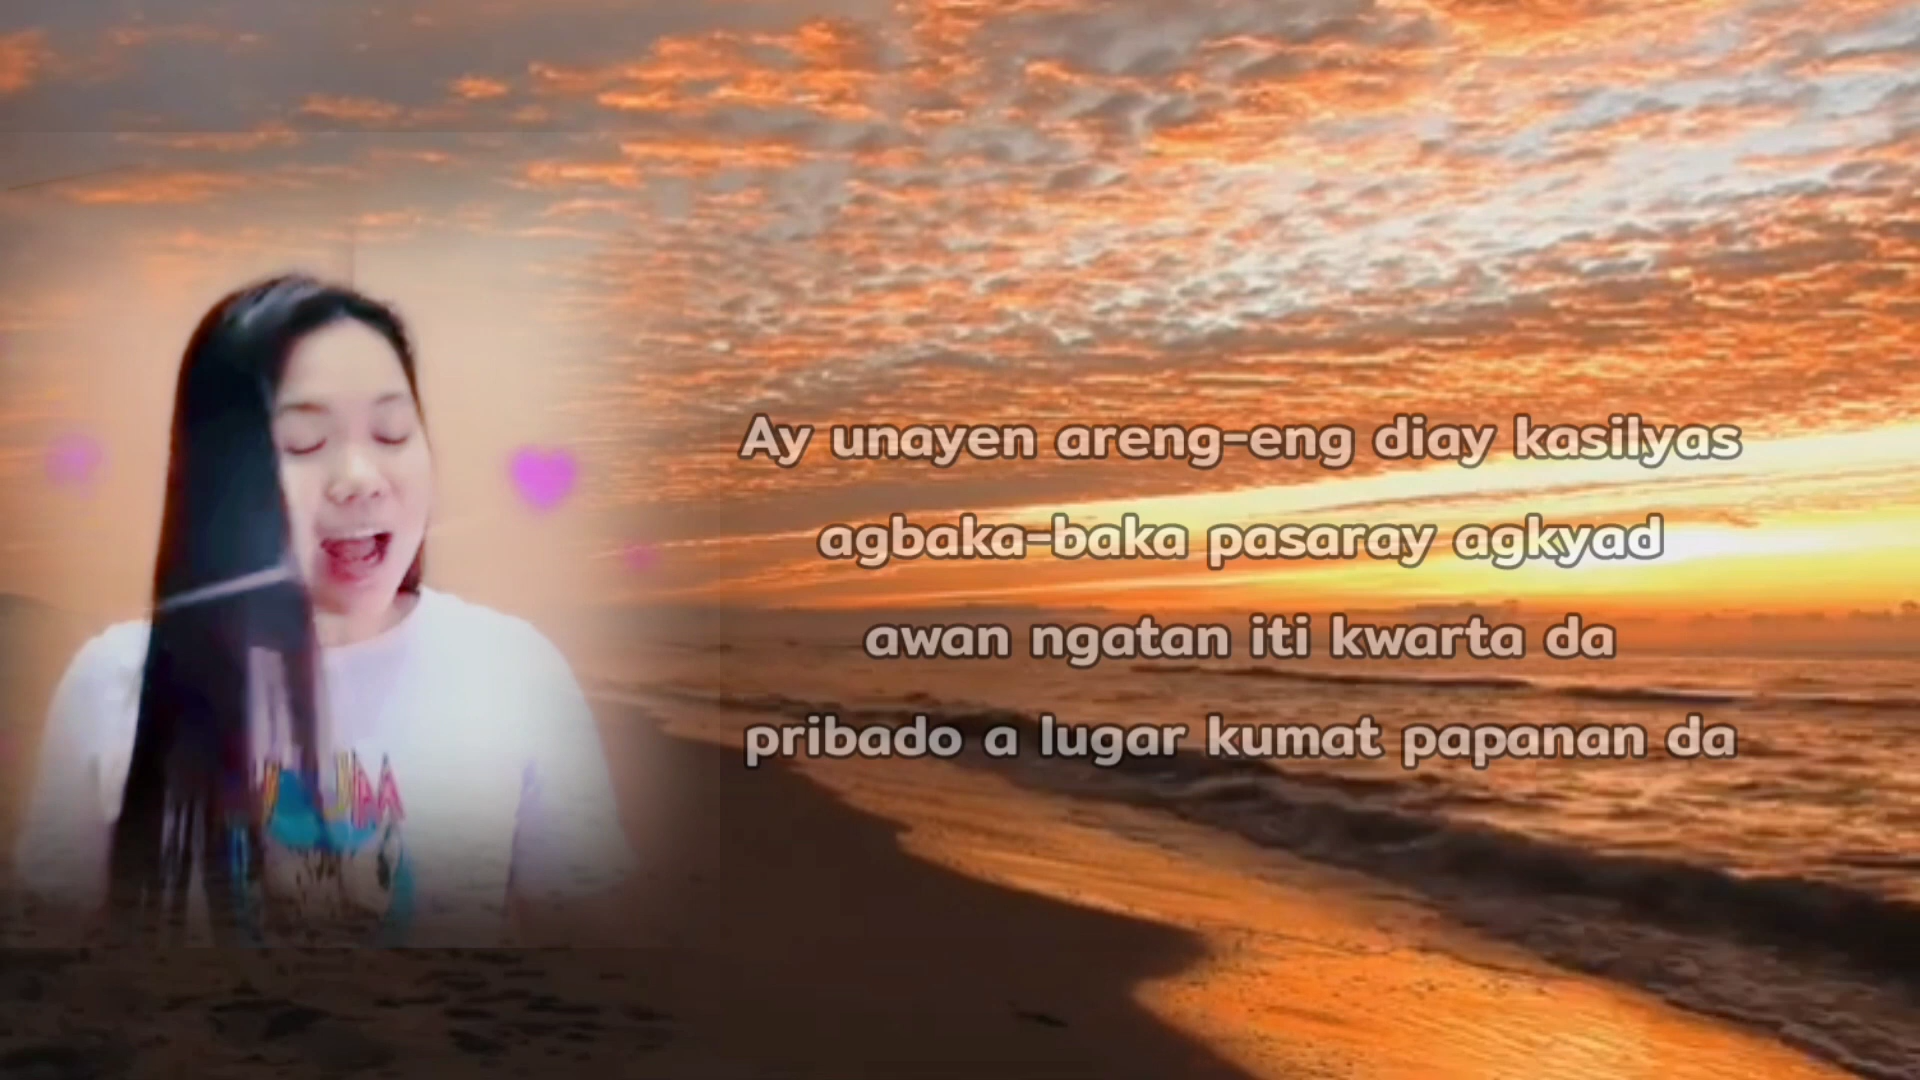 Ay unayen areng-eng diay kasilyas
agbaka-baka pasaray agkyad
awan ngatan iti kwarta da
pribado a lugar kumat papanan da